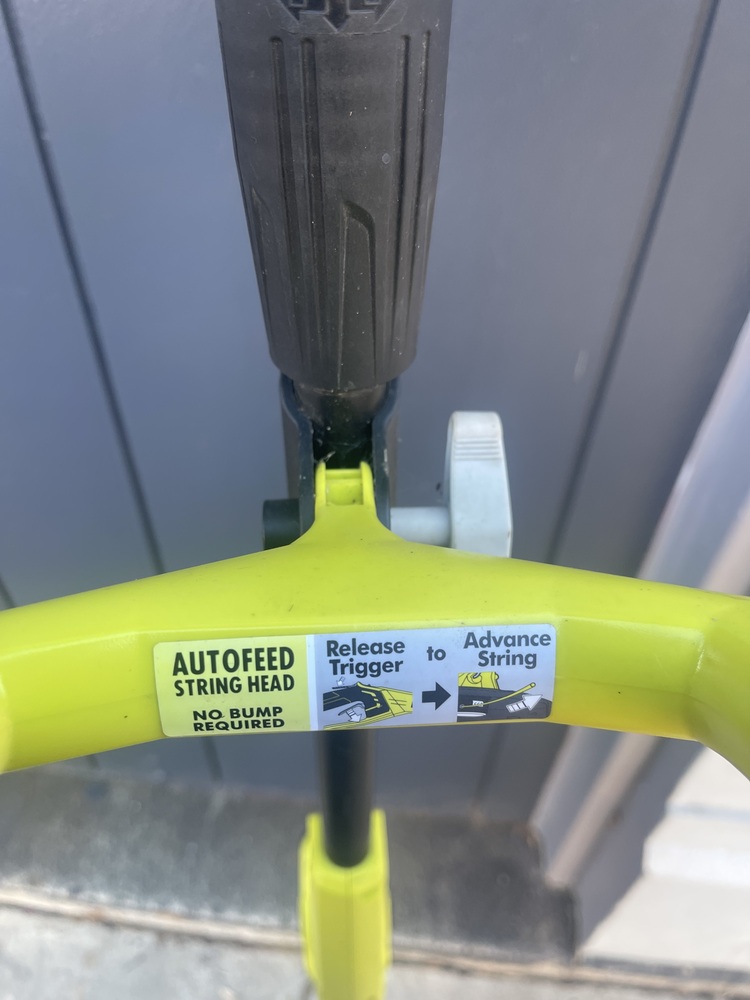 AUTOFEED
STRING HEAD
NO BUMP
REQUIRED
Release
Trigger
to
Advance
String